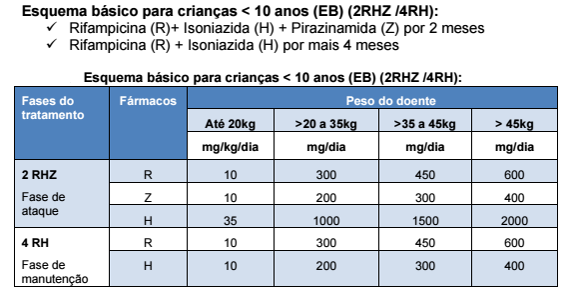 Esquema básico para crianças < 10 anos (EB) (2RHZ /4RH):
✓ Rifampicina (R)+ Isoniazida (H) + Pirazinamida (Z) por 2 meses
✓ Rifampicina (R) + Isoniazida (H) por mais 4 meses
Esquema básico para crianças < 10 anos (EB) (2RHZ /4RH):
Fases do tratamento Fármacos Peso do doente
Até 20kg >20 a 35kg >35 a 45kg > 45kg
mg/kg/dia mg/dia mg/dia mg/dia
2 RHZ R 10 300 450 600
Fase de Z 10 200 300 400
ataque H 35 1000 1500 2000
4 RH R 10 300 450 600
Fase de H 10 200 300 400
manutenção